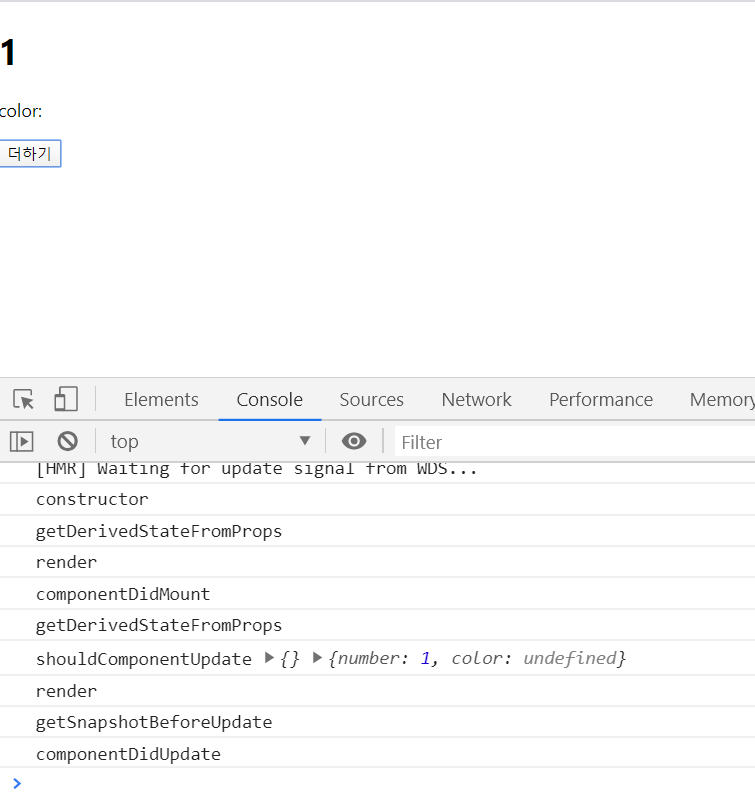 1
color:
더하기
Elements Console Sources Network Performance Memory
top Filter
[HMR] Waiting for update signal from WDS...
constructor
getDerivedStateFromProps
render
componentDidMount
getDerivedStateFromProps
shouldComponentUpdate ▶{} ▶{number: 1, color: undefined}
render
getSnapshotBeforeUpdate
componentDidUpdate
>